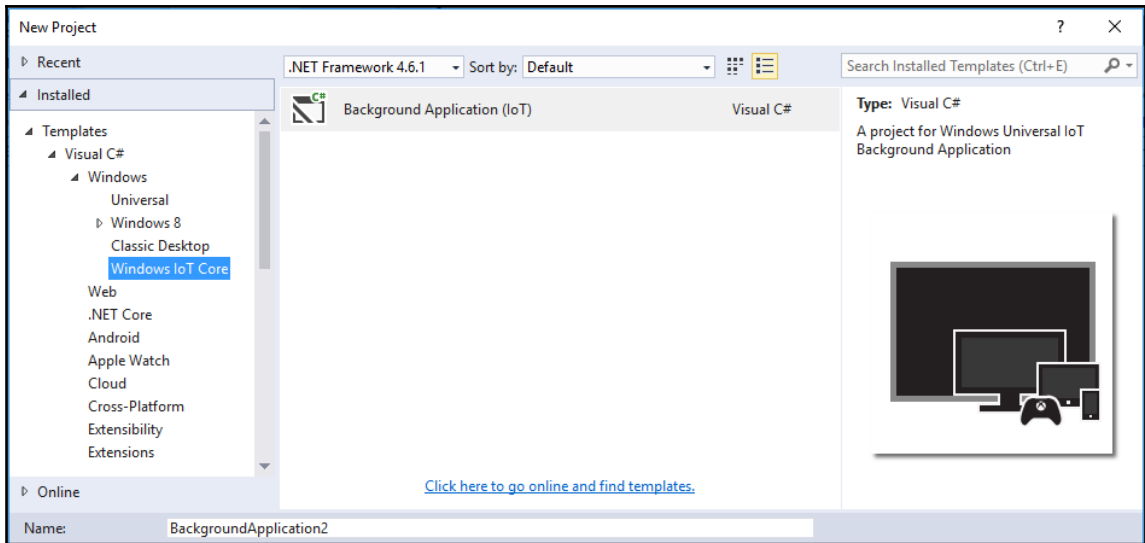 New Project
?
Recent
.NET Framework 4.6.1 Sort by: Default
Search Installed Templates (Ctrl+E)
Installed
C#
Background Application (IoT) Visual C#
Type: Visual C#
A project for Windows Universal IoT
Background Application
Templates
Visual C#
Windows
Universal
Windows 8
Classic Desktop
Windows IoT Core
Web
.NET Core
Android
Apple Watch
Cloud
Cross-Platform
Extensibility
Extensions
Click here to go online and find templates.
Online
Name: BackgroundApplication2